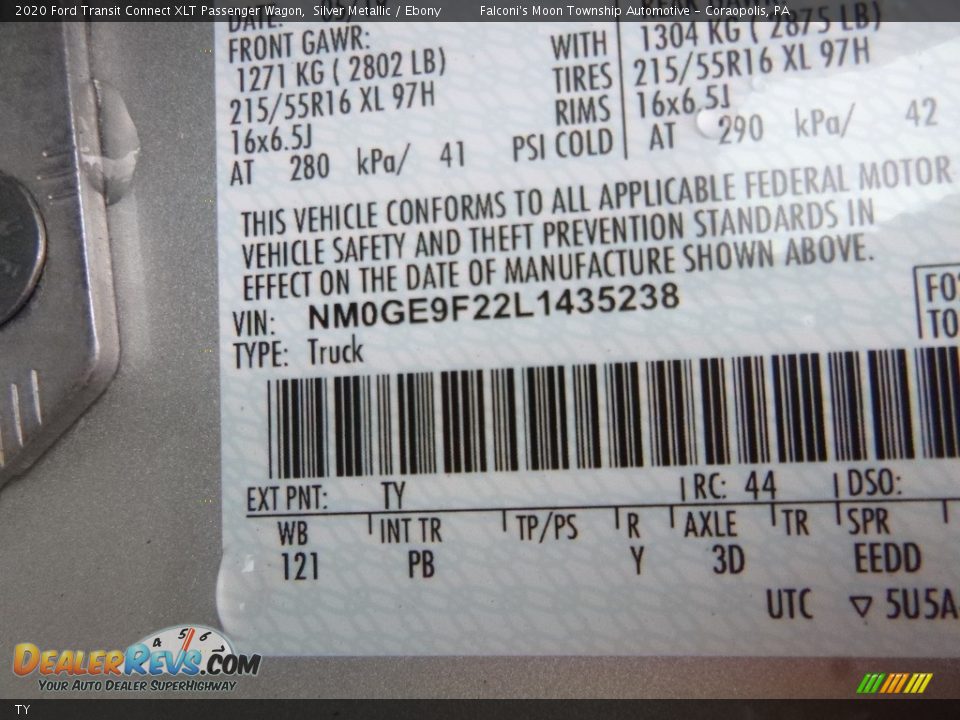 2020 Ford Transit Connect XLT Passenger Wagon, Silver Metallic / Ebony Falconi's Moon Township Automotive - Coraopolis, PA
DATE:
FRONT GAWR:
1271 KG ( 2802 LB) WITH 1304 KG ( 2875 LB)
215/55R16 XL 97H TIRES 215/55R16 XL 97H
16x6.5J RIMS 16x6.5J
AT 280 kPa/ 41 PSI COLD AT 290 kPa/ 42
THIS VEHICLE CONFORMS TO ALL APPLICABLE FEDERAL MOTOR
VEHICLE SAFETY AND THEFT PREVENTION STANDARDS IN
EFFECT ON THE DATE OF MANUFACTURE SHOWN ABOVE.
VIN: NM0GE9F22L1435238
TYPE: Truck
EXT PNT: TY RC: 44 DSO:
WB INT TR TP/PS R AXLE TR SPR
121 PB Y 3D EEDD
UTC ▽ 5U5A
4 5 6
DEALERREVS.COM
YOUR AUTO DEALER SUPERHIGHWAY
TY